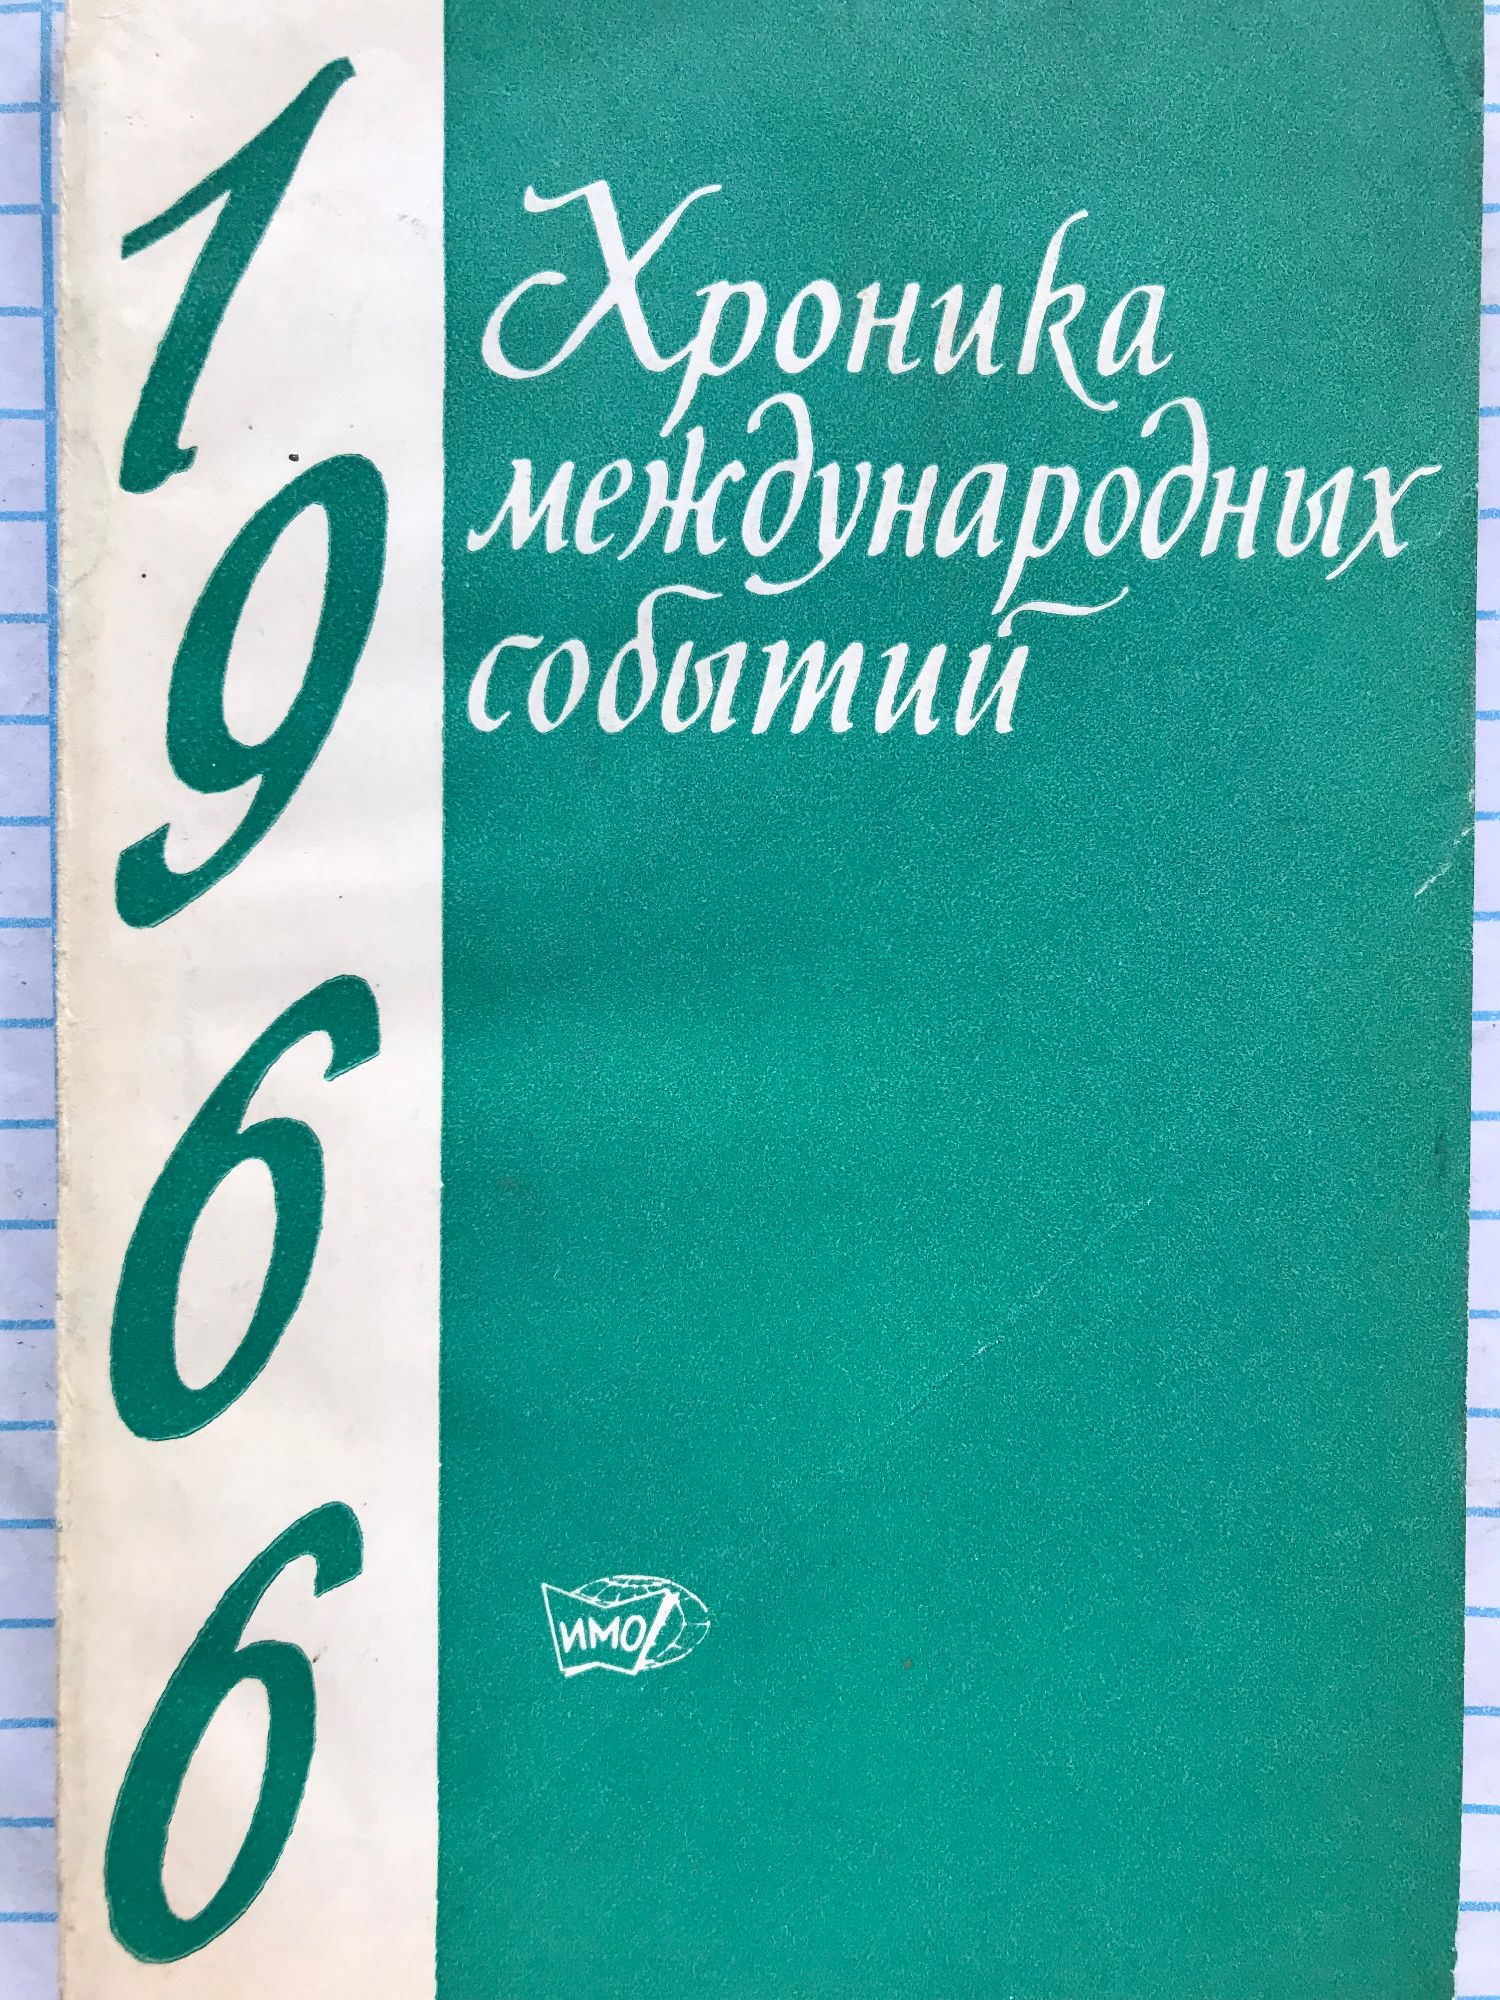 1966
Хроника
международных
событий
ИМО